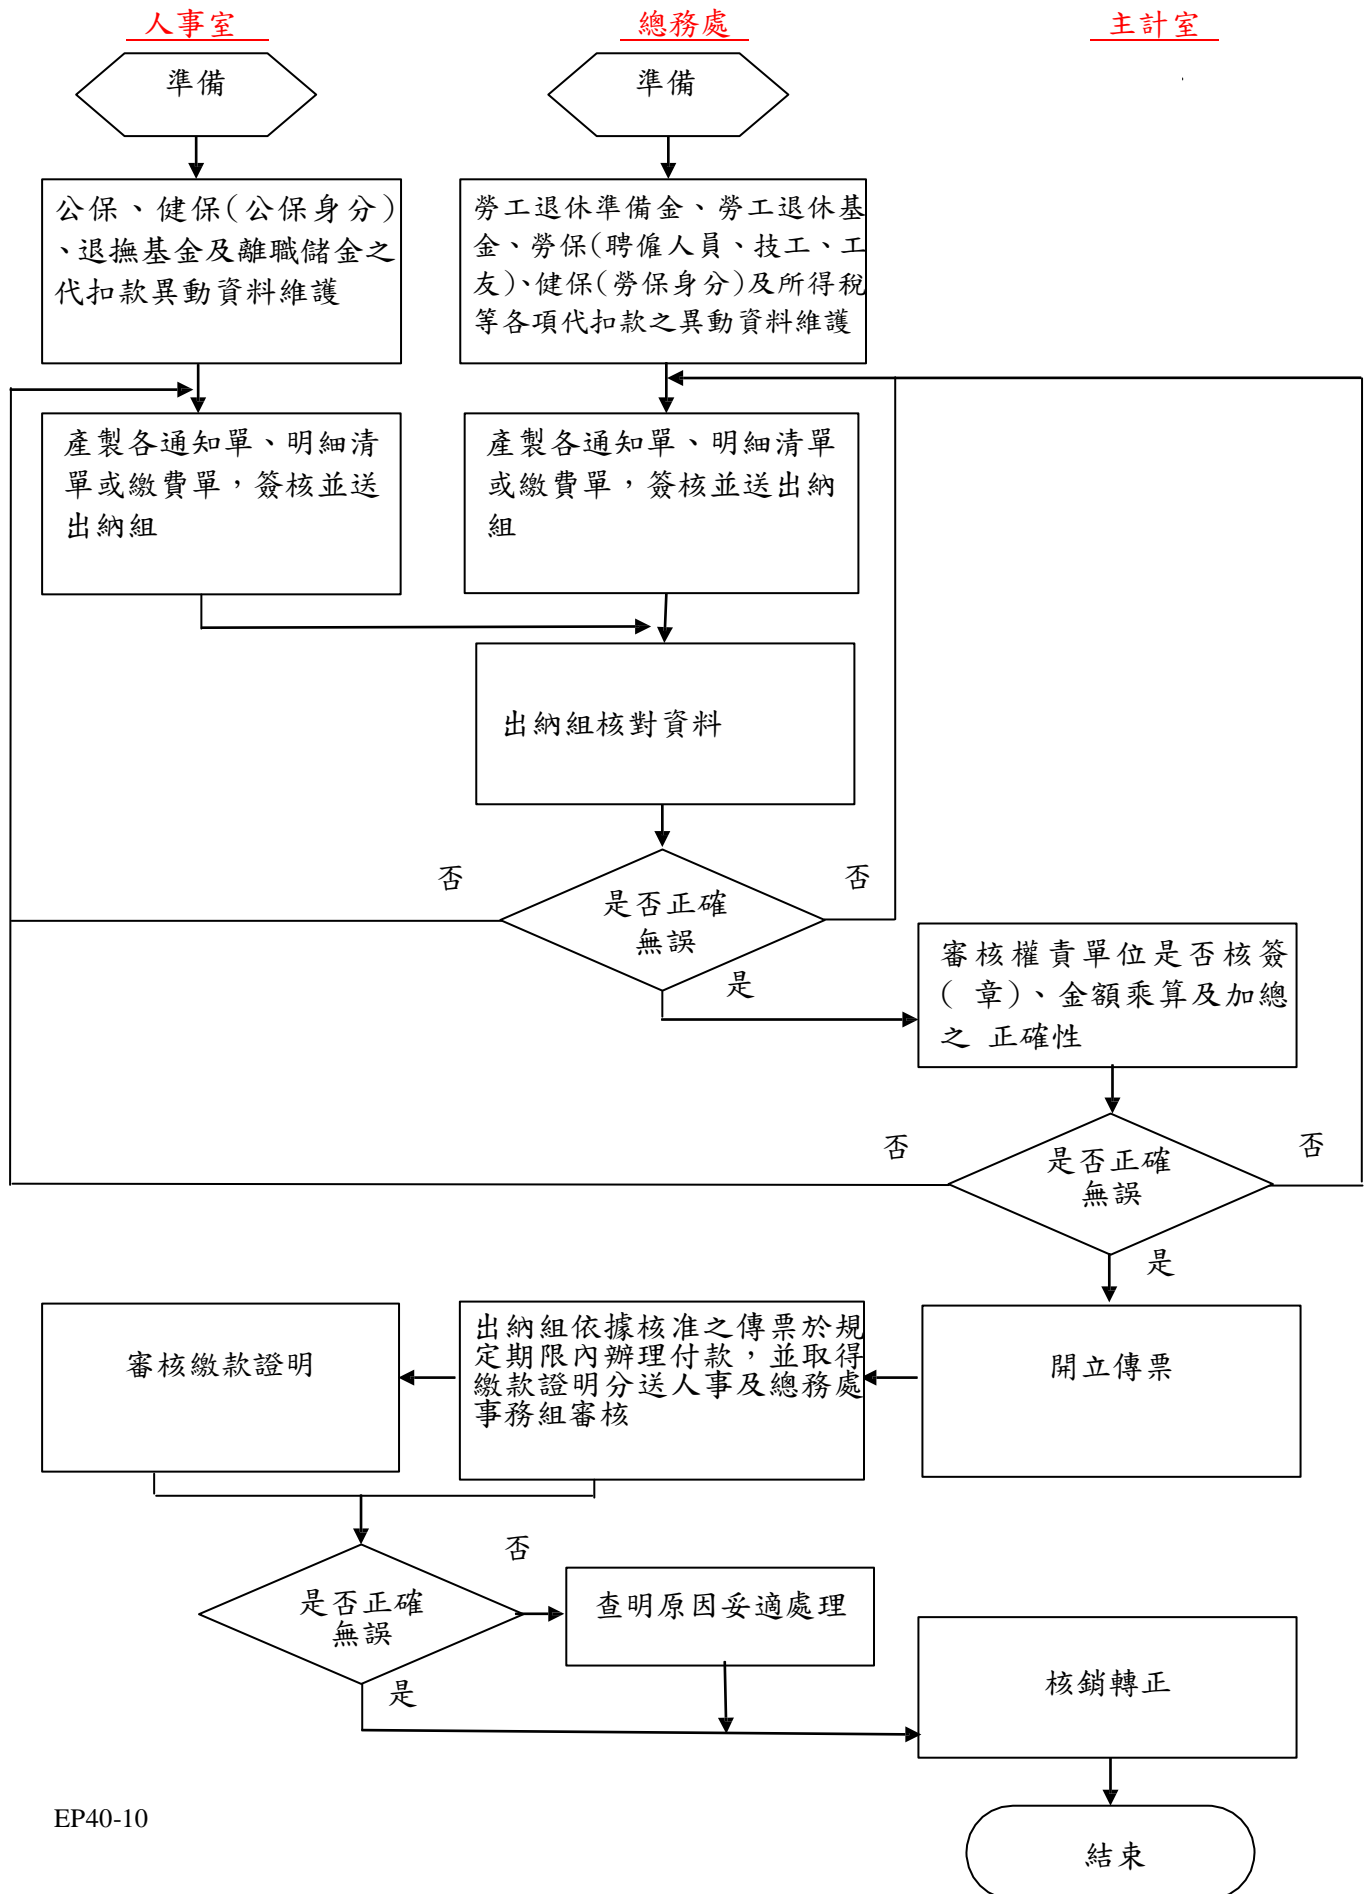 人事室
總務處
主計室
準備
準備
公保、健保(公保身分)
、退撫基金及離職儲金之
代扣款異動資料維護
勞工退休準備金、勞工退休基
金、勞保(聘僱人員、技工、工
友)、健保(勞保身分)及所得稅
等各項代扣款之異動資料維護
產製各通知單、明細清
單或繳費單，簽核並送
出納組
產製各通知單、明細清單
或繳費單，簽核並送出納
組
出納組核對資料
否
是否正確
無誤
否
是
審核權責單位是否核簽
( 章)、金額乘算及加總
之 正確性
否
是否正確
無誤
否
是
開立傳票
出納組依據核准之傳票於規
定期限內辦理付款，並取得
繳款證明分送人事及總務處
事務組審核
審核繳款證明
是否正確
無誤
否
查明原因妥適處理
是
核銷轉正
結束
EP40-10